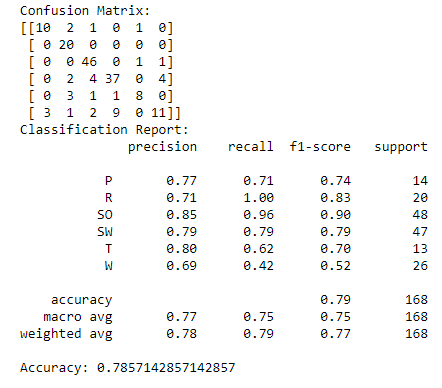 Confusion Matrix:
[[10  2  1  0  1  0]
 [ 0 20  0  0  0  0]
 [ 0  0 46  0  1  1]
 [ 0  2  4 37  0  4]
 [ 0  3  1  1  8  0]
 [ 3  1  2  9  0 11]]
Classification Report:
              precision    recall  f1-score   support

           P       0.77      0.71      0.74        14
           R       0.71      1.00      0.83        20
          SO       0.85      0.96      0.90        48
          SW       0.79      0.79      0.79        47
           T       0.80      0.62      0.70        13
           W       0.69      0.42      0.52        26

    accuracy                           0.79       168
   macro avg       0.77      0.75      0.75       168
weighted avg       0.78      0.79      0.77       168

Accuracy: 0.7857142857142857